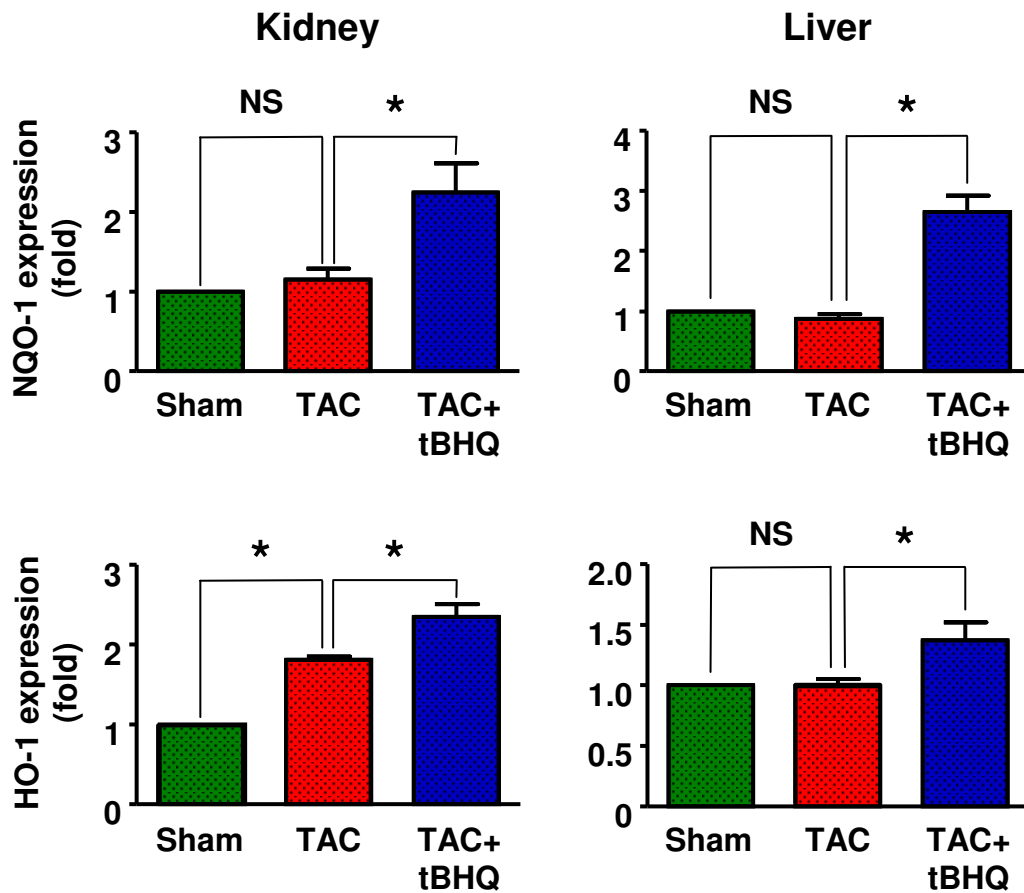 Kidney
Liver
NQO-1 expression
(fold)
NS
*
3
2
1
0
Sham
TAC
TAC+
tBHQ
NS
*
4
3
2
1
0
Sham
TAC
TAC+
tBHQ
HO-1 expression
(fold)
*
*
3
2
1
0
Sham
TAC
TAC+
tBHQ
NS
*
2.0
1.5
1.0
0.5
0
Sham
TAC
TAC+
tBHQ